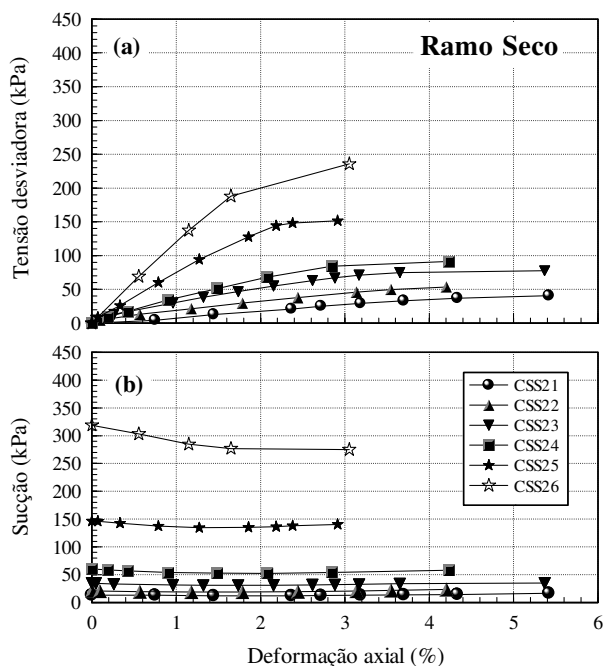 450
400
350
300
250
200
150
100
50
0
Tensão desviadora (kPa)
(a)
Ramo Seco
450
400
350
300
250
200
150
100
50
0
Sucção (kPa)
(b)
CSS21
CSS22
CSS23
CSS24
CSS25
CSS26
0 1 2 3 4 5 6
Deformação axial (%)